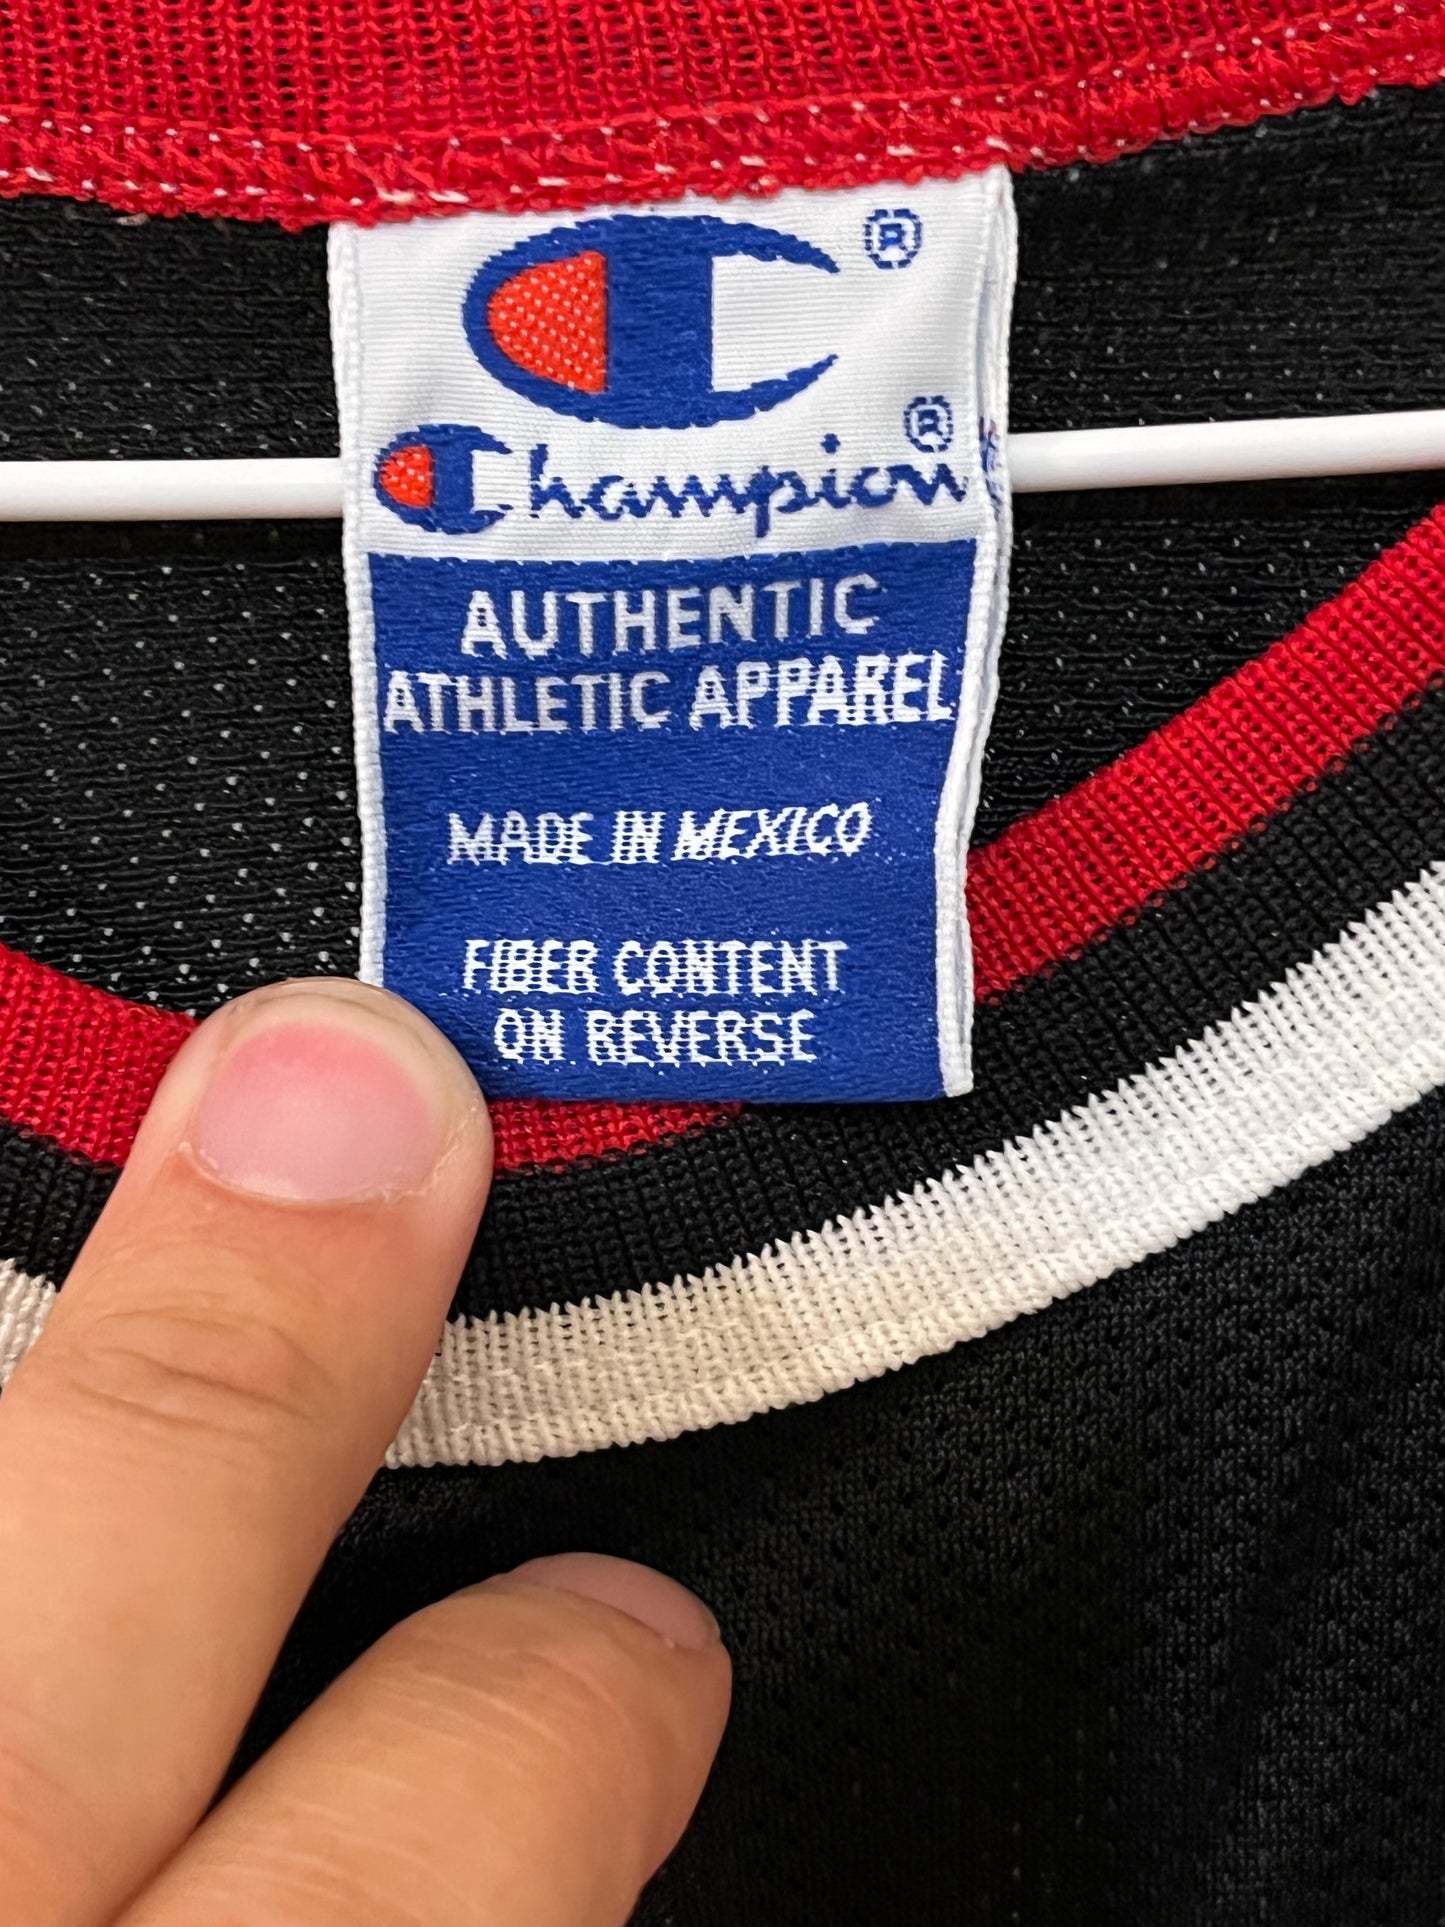 ®
Champion®
AUTHENTIC
ATHLETIC APPAREL
MADE IN MEXICO
FIBER CONTENT
ON REVERSE